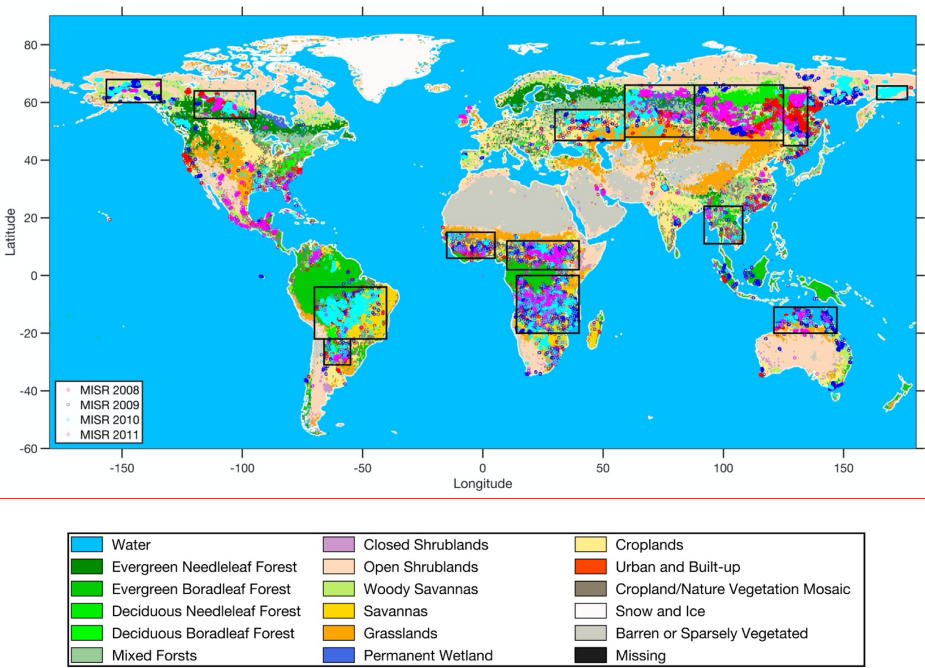 80
60
40
20
0
-20
-40
-60
Latitude
MISR 2008
MISR 2009
MISR 2010
MISR 2011
-150 -100 -50 0 50 100 150
Longitude
Water
Evergreen Needleleaf Forest
Evergreen Boradleaf Forest
Deciduous Needleleaf Forest
Deciduous Boradleaf Forest
Mixed Forsts
Closed Shrublands
Open Shrublands
Woody Savannas
Savannas
Grasslands
Permanent Wetland
Croplands
Urban and Built-up
Cropland/Nature Vegetation Mosaic
Snow and Ice
Barren or Sparsely Vegetated
Missing